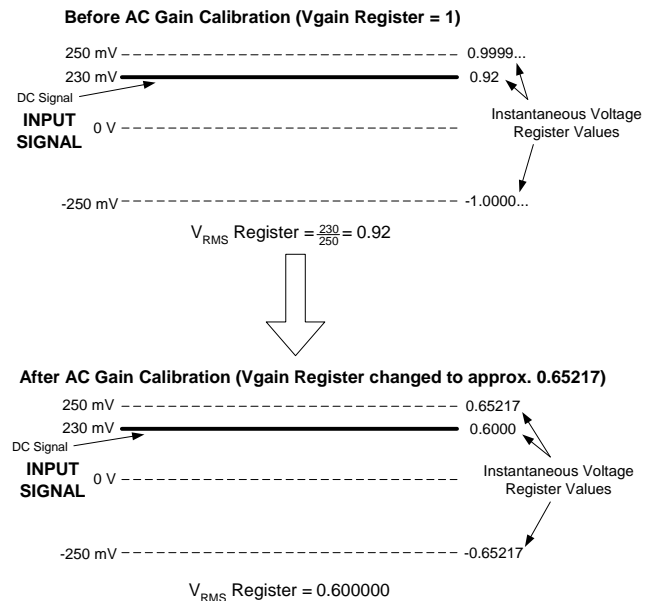 Before AC Gain Calibration (Vgain Register = 1)
250 mV
0.9999...
230 mV
0.92
DC Signal
INPUT
SIGNAL
0 V
Instantaneous Voltage
Register Values
-250 mV
-1.0000...
VRMS Register = 230/250 = 0.92
After AC Gain Calibration (Vgain Register changed to approx. 0.65217)
250 mV
0.65217
230 mV
0.6000
DC Signal
INPUT
SIGNAL
0 V
Instantaneous Voltage
Register Values
-250 mV
-0.65217
VRMS Register = 0.600000